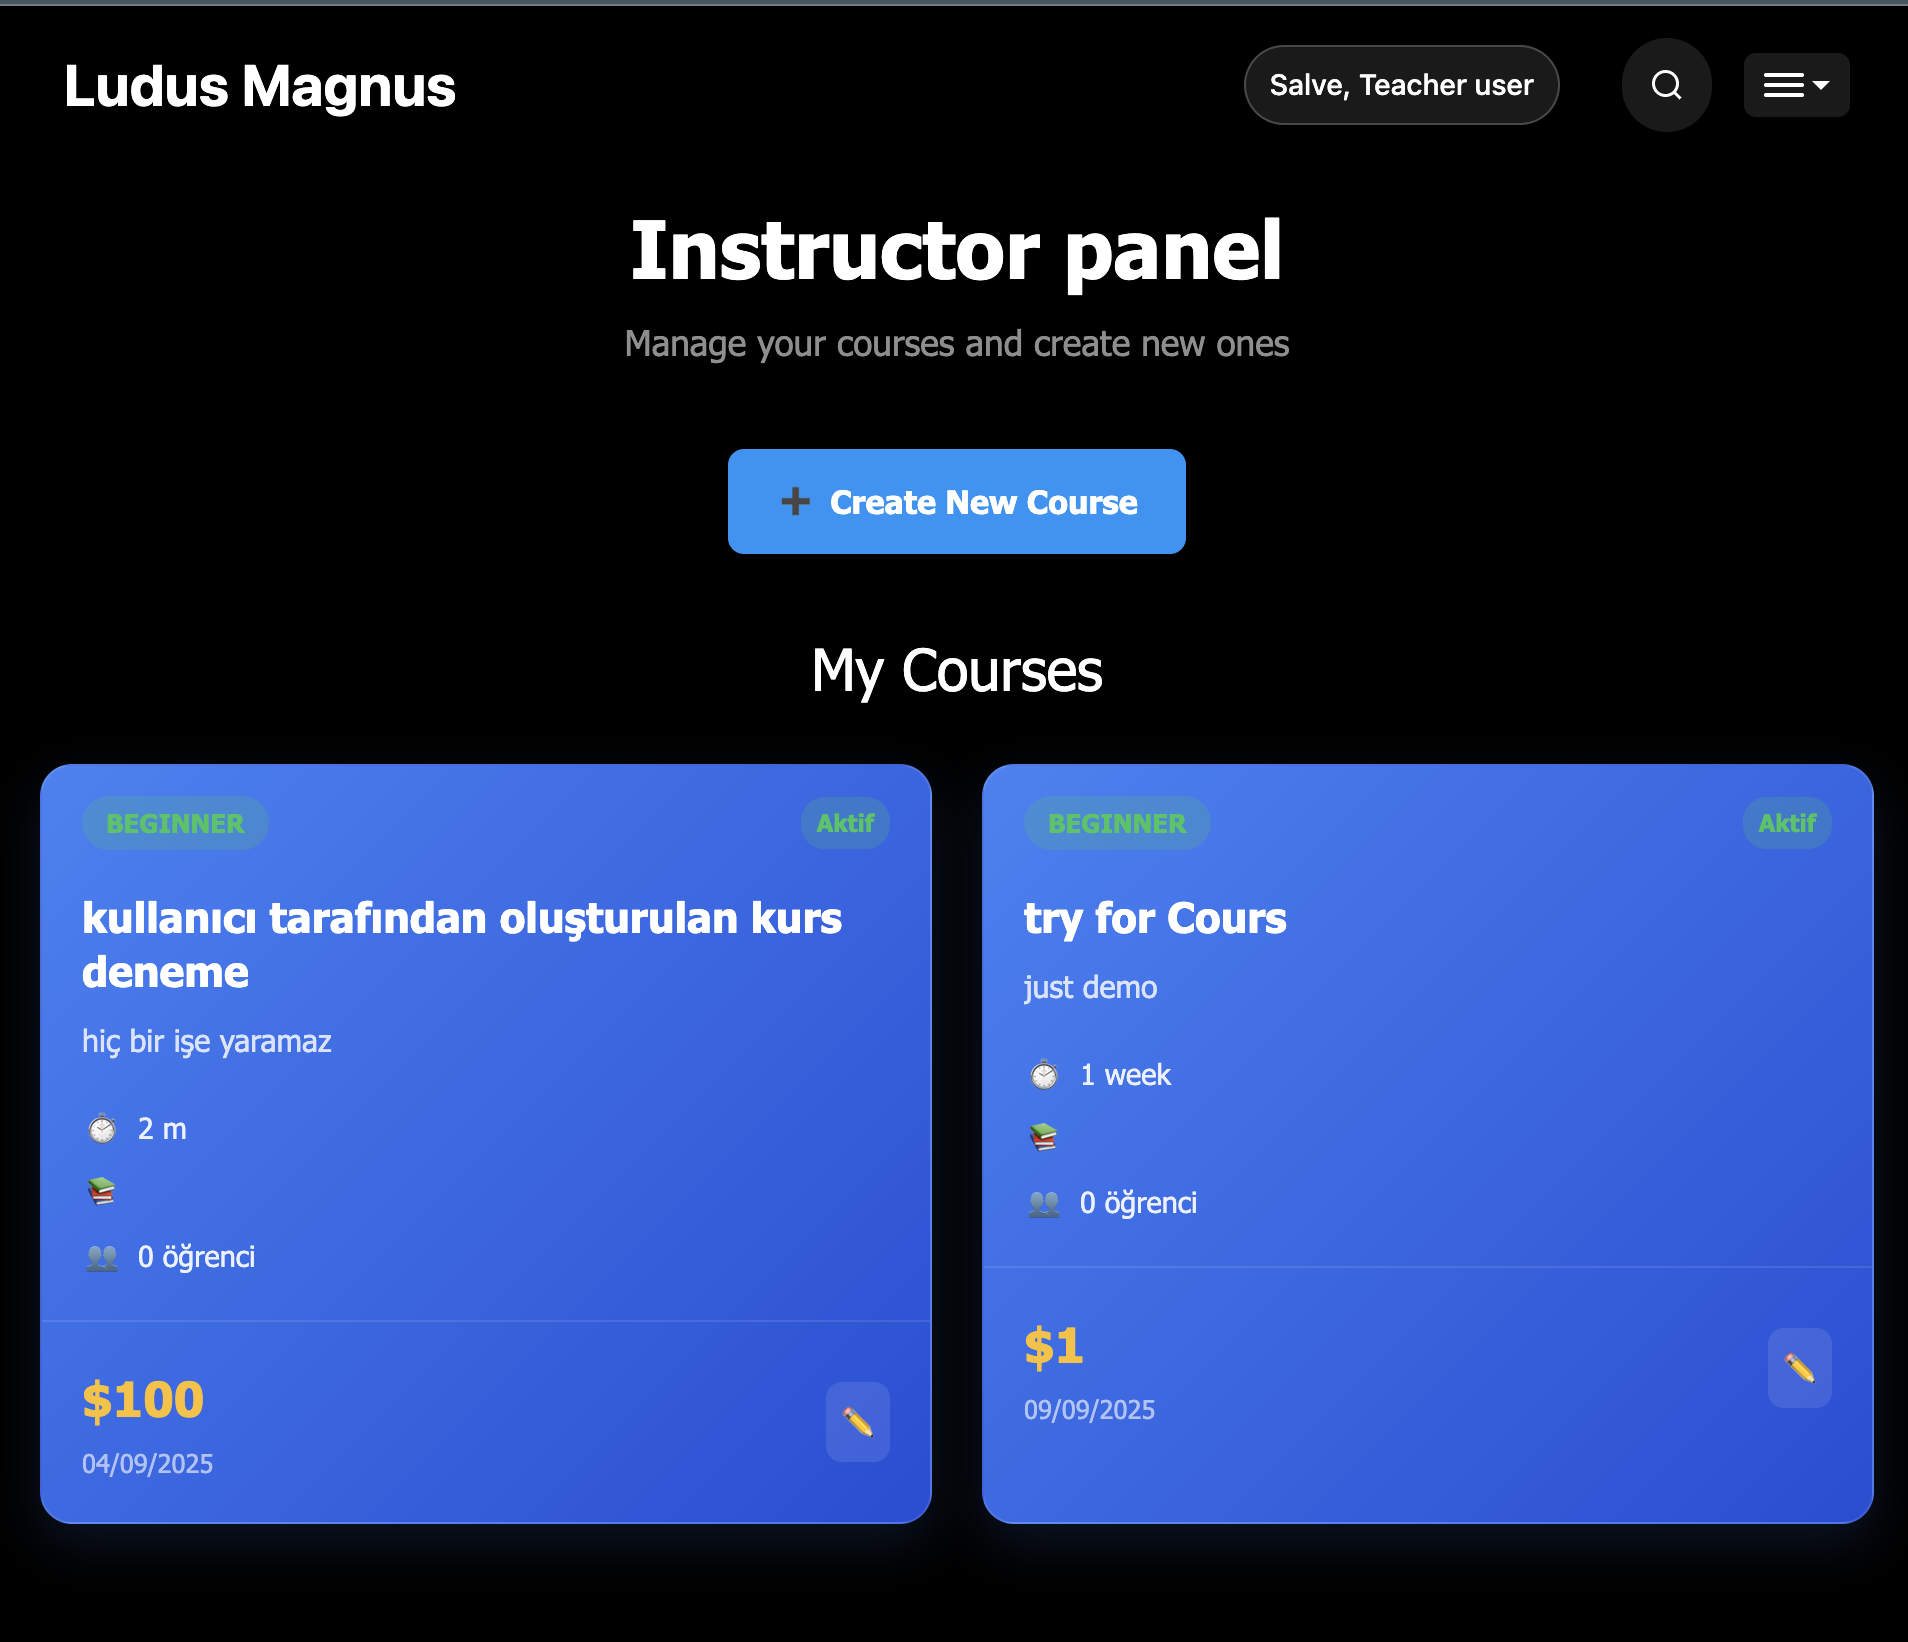 Ludus Magnus
Salve, Teacher user
Instructor panel
Manage your courses and create new ones
Create New Course
My Courses
BEGINNER
Aktif
kullanıcı tarafından oluşturulan kurs
deneme
hiç bir işe yaramaz
2 m
0 öğrenci
$100
04/09/2025
BEGINNER
Aktif
try for Cours
just demo
1 week
0 öğrenci
$1
09/09/2025